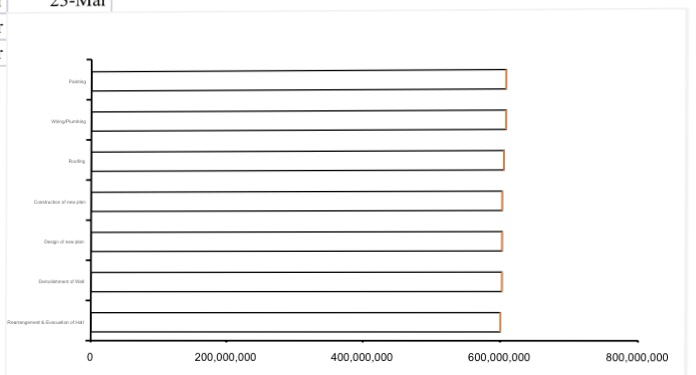 25-Mar
Painting
Wiring/Plumbing
Roofing
Construction of new plan
Design of new plan
Demolishment of Wall
Rearrangement & Evacuation of Hall
0 200,000,000 400,000,000 600,000,000 800,000,000